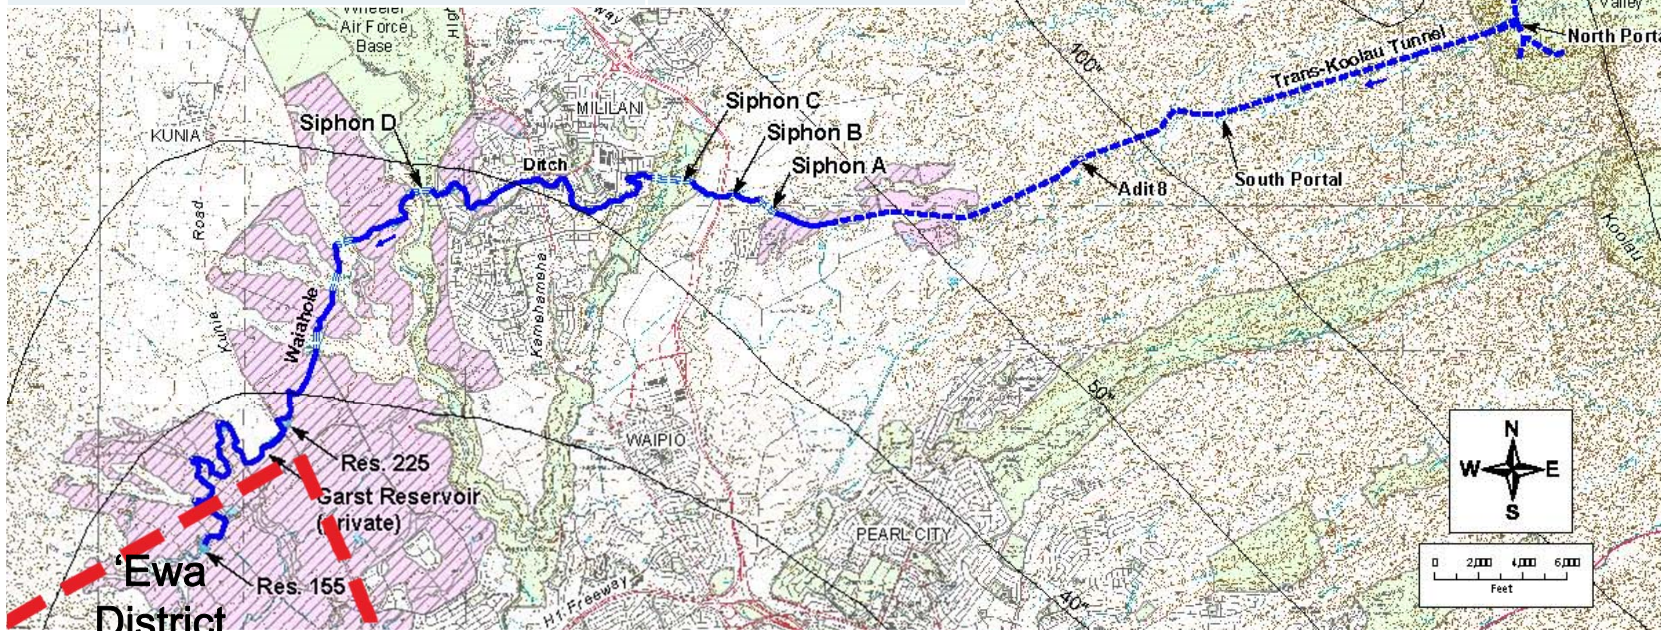 Wheeler
Air Force
Base
Valley
North Porta
Trans-Koolau Tunnel
100"
Siphon C
MILILANI
Siphon D
Siphon B
KUNIA
Siphon A
Ditch
Adit 8
South Portal
Road
Koolau
Kamehameha
Kunia
Waiahole
50"
WAIPIO
Res. 225
Garst Reservoir
(private)
PEARL CITY
'Ewa
District
Res. 155
H1 Freeway
40"
N
W E
S
0 2,000 4,000 6,000
Feet